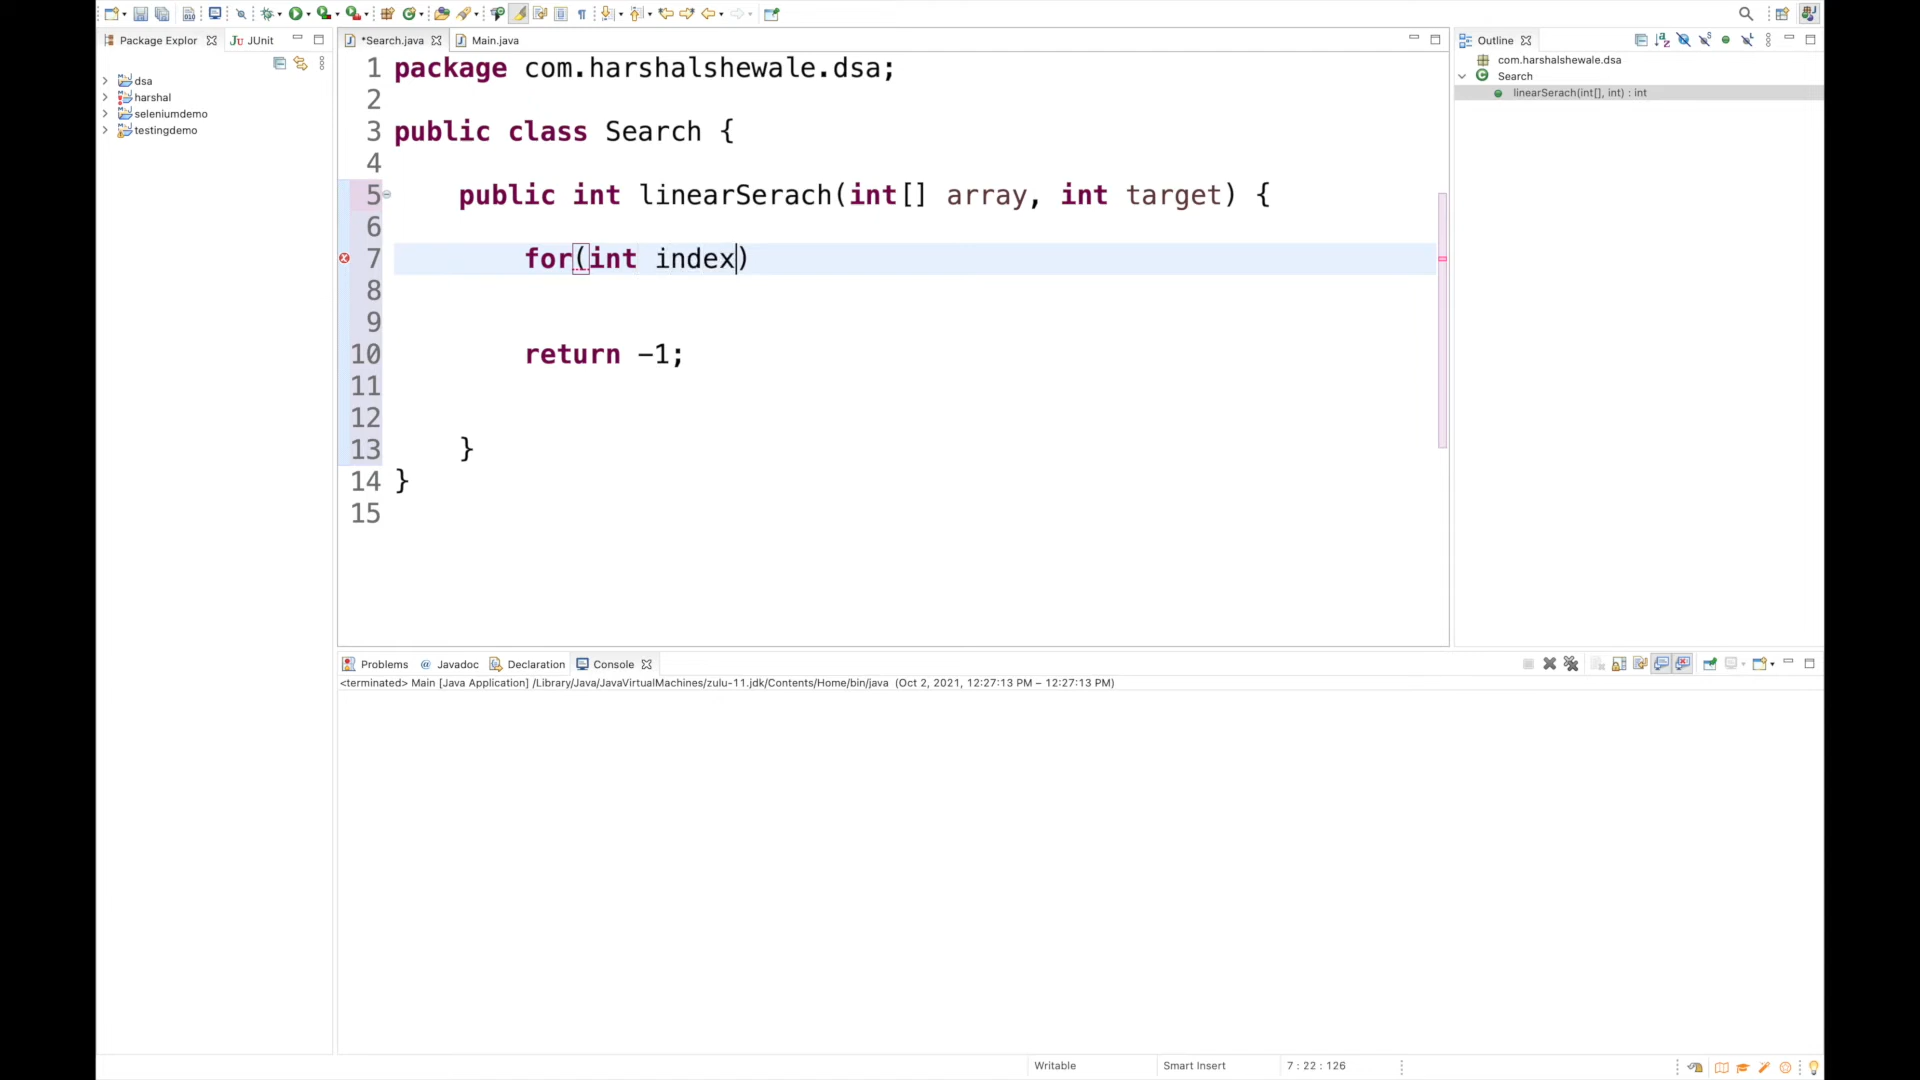 Package Explor
JUnit
*Search.java
Main.java
Outline
dsa
harshal
seleniumdemo
testingdemo
1 package com.harshalshewale.dsa;
2
3 public class Search {
4
5 public int linearSerach(int[] array, int target) {
6
7 for(int index)
8
9
10 return -1;
11
12
13 }
14 }
15
com.harshalshewale.dsa
Search
linearSerach(int[], int) : int
Problems
@ Javadoc
Declaration
Console
<terminated> Main [Java Application] /Library/Java/JavaVirtualMachines/zulu-11.jdk/Contents/Home/bin/java (Oct 2, 2021, 12:27:13 PM – 12:27:13 PM)
Writable
Smart Insert
7 : 22 : 126